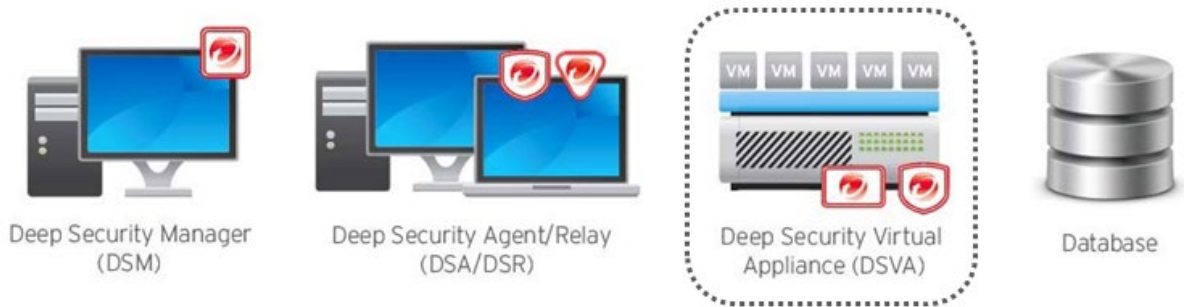 VM VM VM VM VM
Deep Security Manager
(DSM)
Deep Security Agent/Relay
(DSA/DSR)
Deep Security Virtual
Appliance (DSVA)
Database